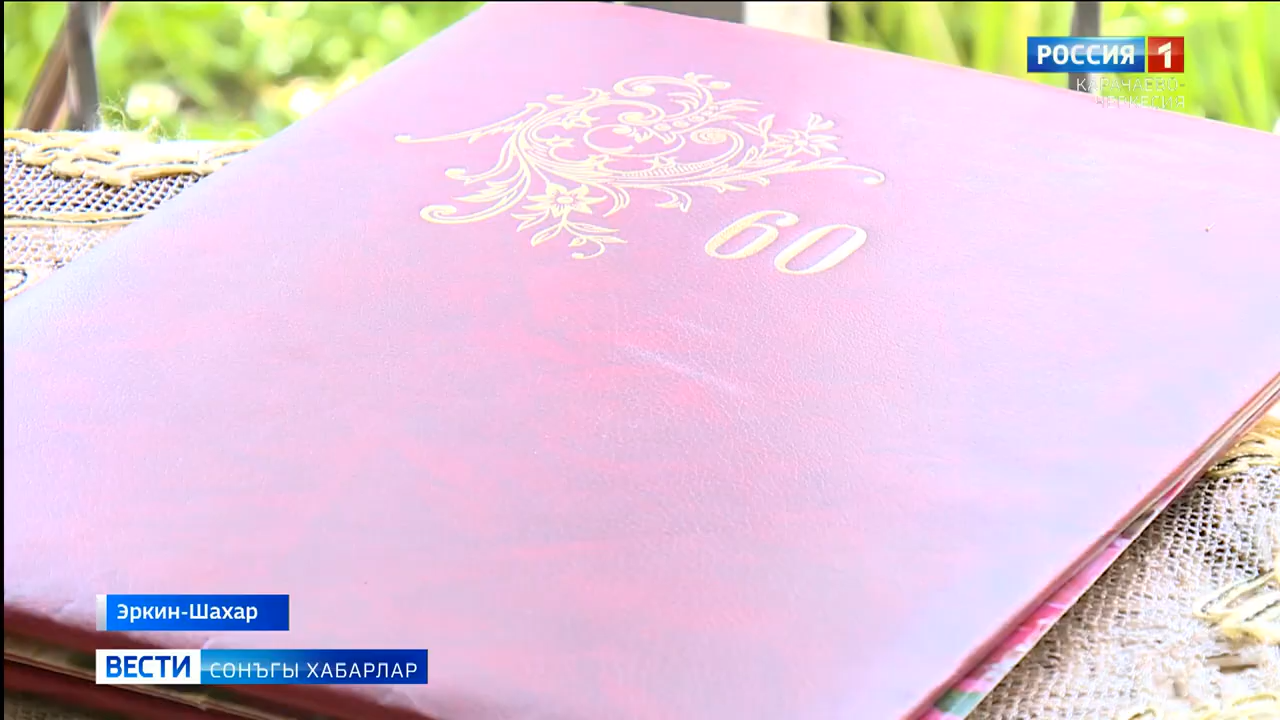 РОССИЯ 1
КАРАЧАЕВО-
ЧЕРКЕСИЯ
60
Эркин-Шахар
ВЕСТИ СОНЪГЫ ХАБАРЛАР